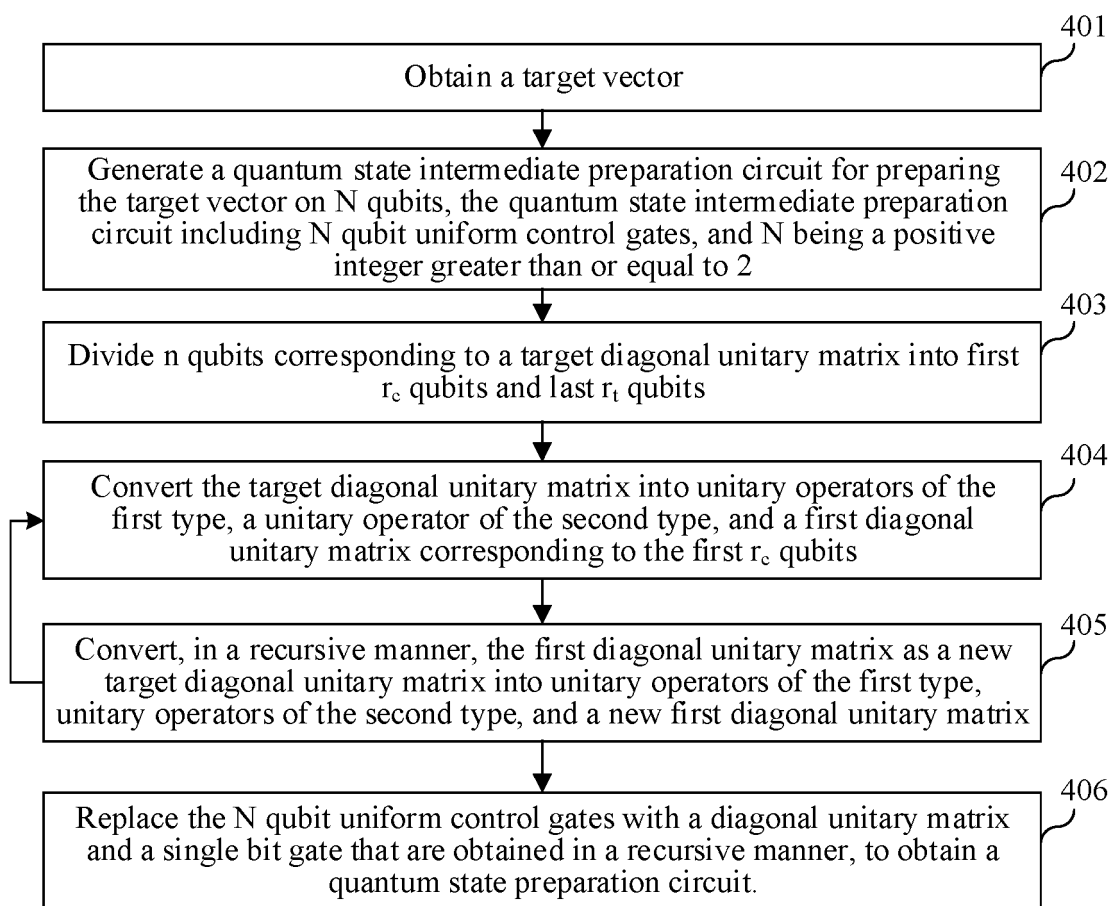 401
Obtain a target vector
402
Generate a quantum state intermediate preparation circuit for preparing
the target vector on N qubits, the quantum state intermediate preparation
circuit including N qubit uniform control gates, and N being a positive
integer greater than or equal to 2
403
Divide n qubits corresponding to a target diagonal unitary matrix into first
r_c qubits and last r_t qubits
404
Convert the target diagonal unitary matrix into unitary operators of the
first type, a unitary operator of the second type, and a first diagonal
unitary matrix corresponding to the first r_c qubits
405
Convert, in a recursive manner, the first diagonal unitary matrix as a new
target diagonal unitary matrix into unitary operators of the first type,
unitary operators of the second type, and a new first diagonal unitary matrix
406
Replace the N qubit uniform control gates with a diagonal unitary matrix
and a single bit gate that are obtained in a recursive manner, to obtain a
quantum state preparation circuit.